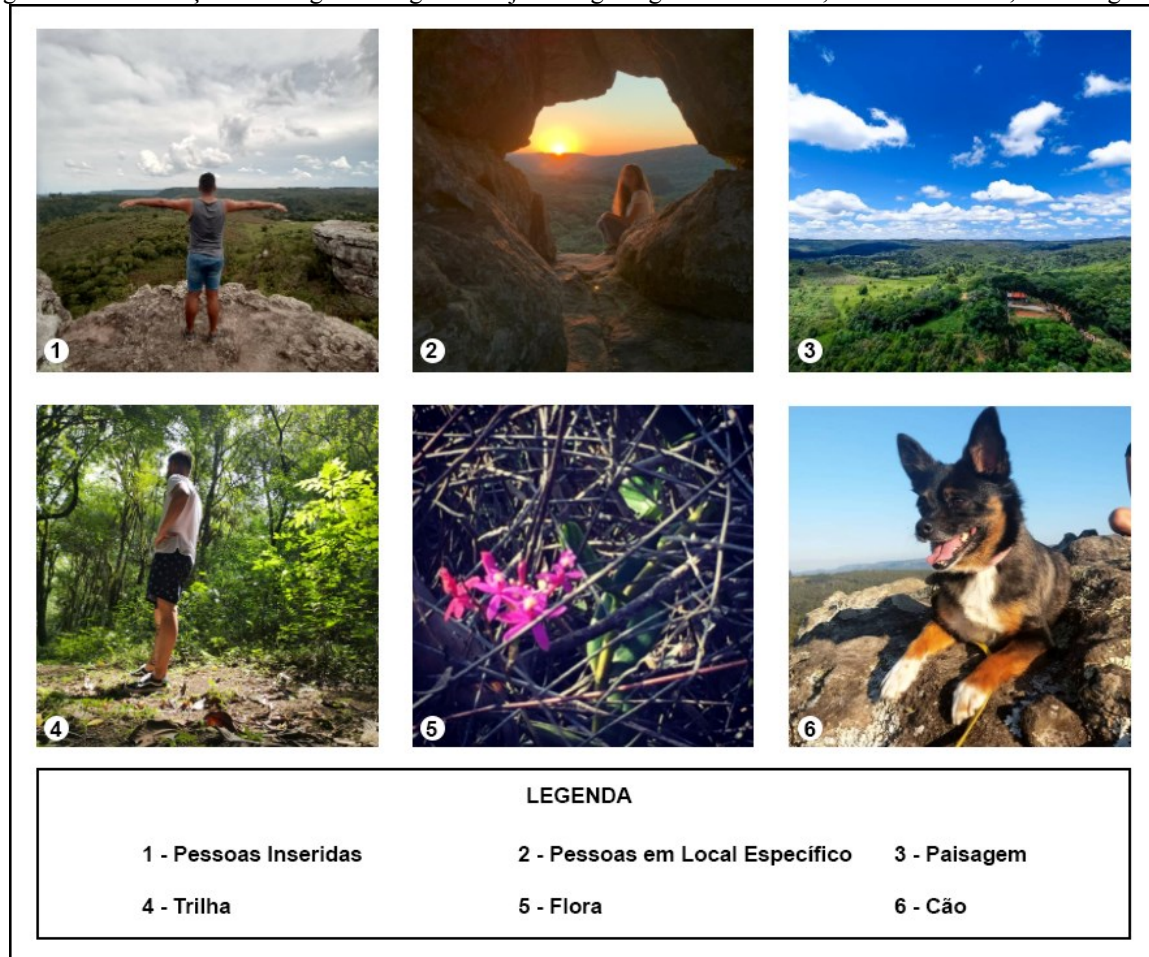 1
2
3
4
5
6
LEGENDA
1 - Pessoas Inseridas
2 - Pessoas em Local Específico
3 - Paisagem
4 - Trilha
5 - Flora
6 - Cão